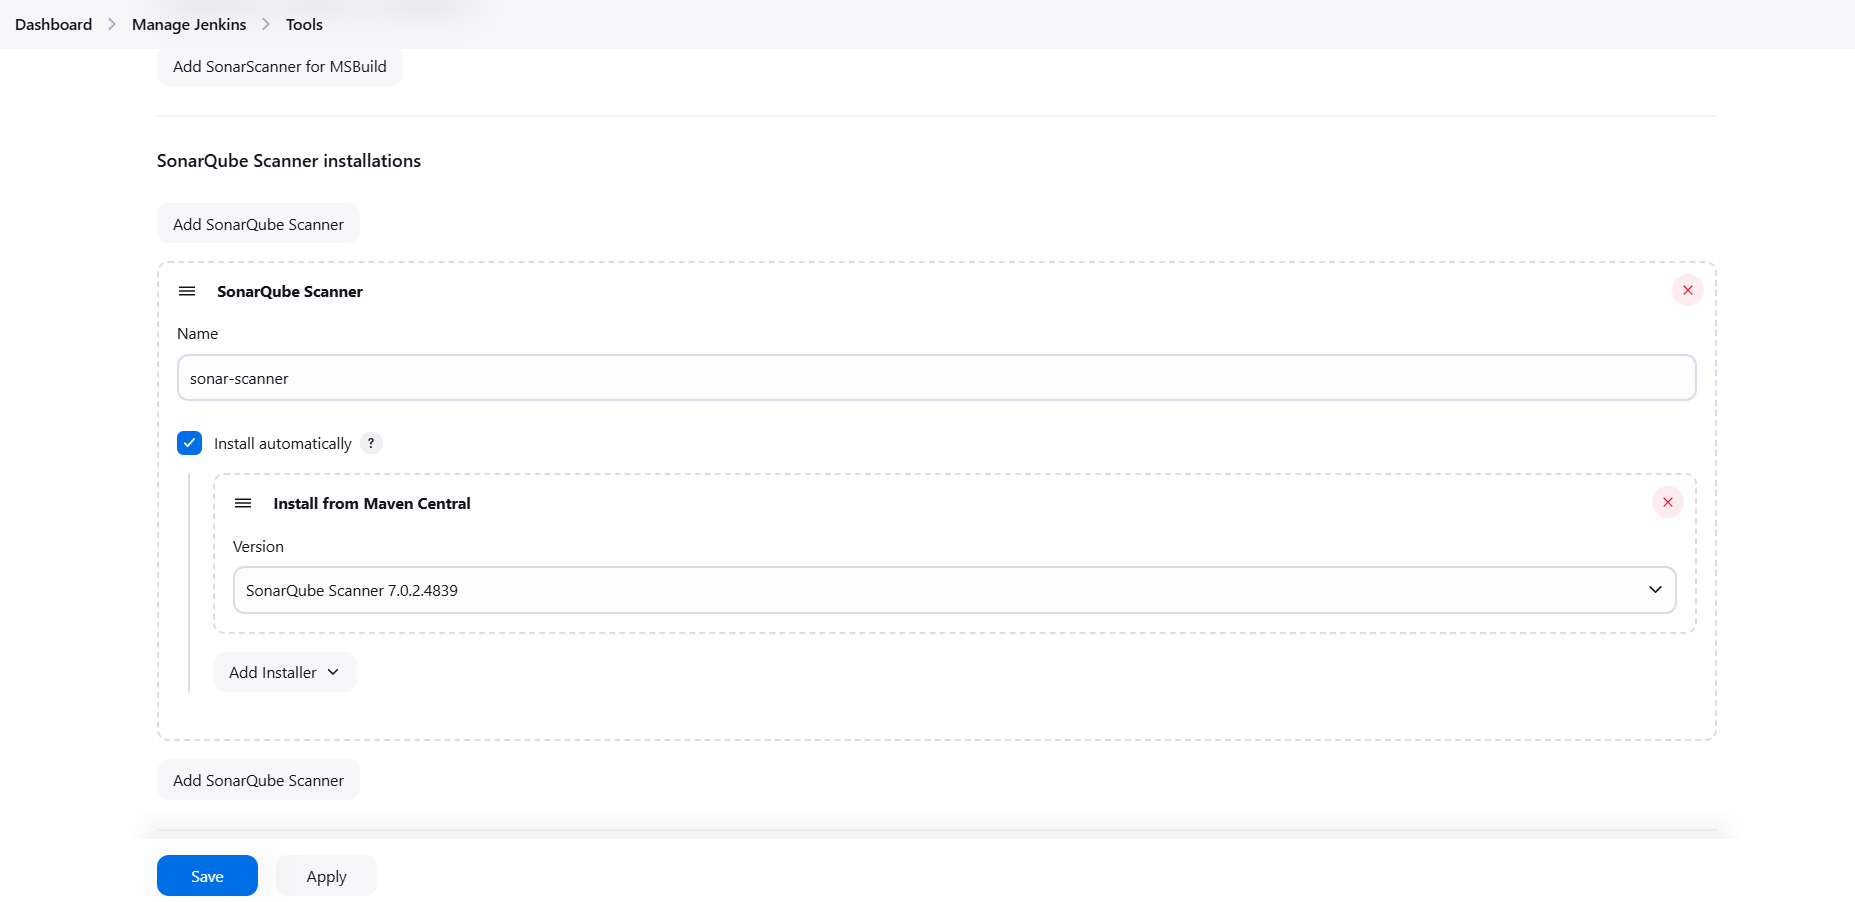 Dashboard > Manage Jenkins > Tools
Add SonarScanner for MSBuild
SonarQube Scanner installations
Add SonarQube Scanner
SonarQube Scanner
Name
sonar-scanner
Install automatically ?
Install from Maven Central
Version
SonarQube Scanner 7.0.2.4839
Add Installer
Add SonarQube Scanner
Save Apply